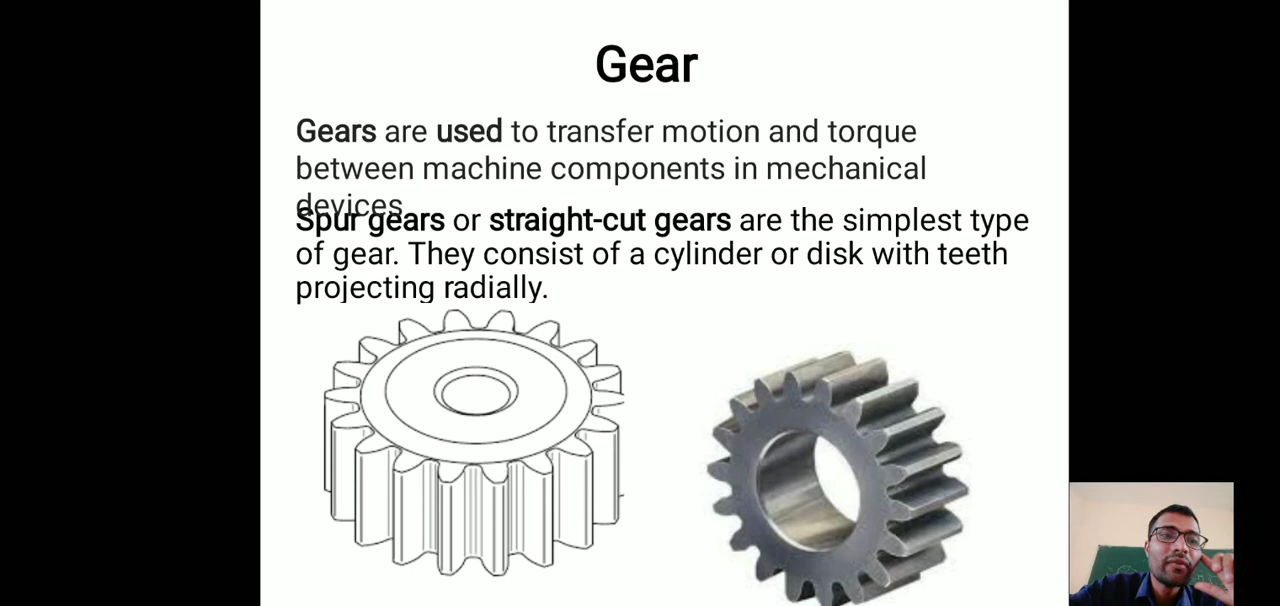 Gear
Gears are used to transfer motion and torque
between machine components in mechanical
devices
Spur gears or straight-cut gears are the simplest type
of gear. They consist of a cylinder or disk with teeth
projecting radially.